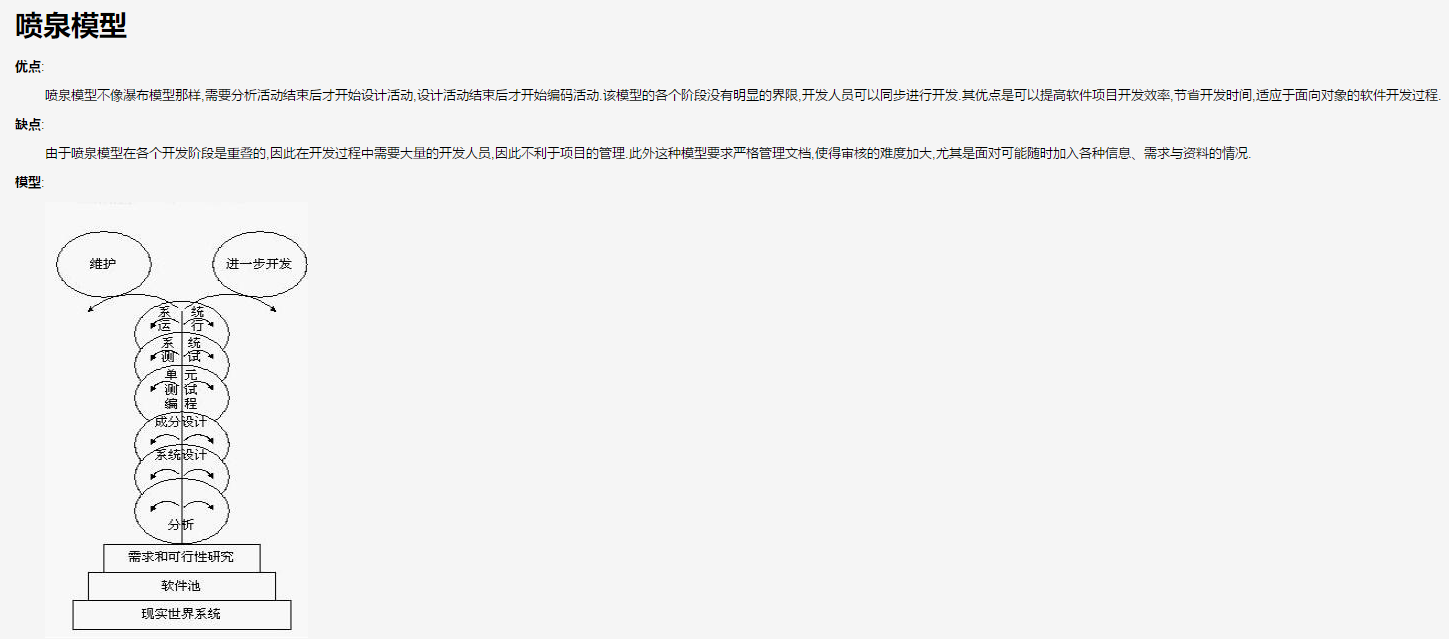 喷泉模型
优点:
喷泉模型不像瀑布模型那样,需要分析活动结束后才开始设计活动,设计活动结束后才开始编码活动.该模型的各个阶段没有明显的界限,开发人员可以同步进行开发.其优点是可以提高软件项目开发效率,节省开发时间,适应于面向对象的软件开发过程.
缺点:
由于喷泉模型在各个开发阶段是重叠的,因此在开发过程中需要大量的开发人员,因此不利于项目的管理.此外这种模型要求严格管理文档,使得审核的难度加大,尤其是面对可能随时加入各种信息、需求与资料的情况.
模型:
维护 进一步开发
系 统
运 行
系 统
测 试
单 元
测 试
编 程
成分设计
系统设计
分析
需求和可行性研究
软件池
现实世界系统